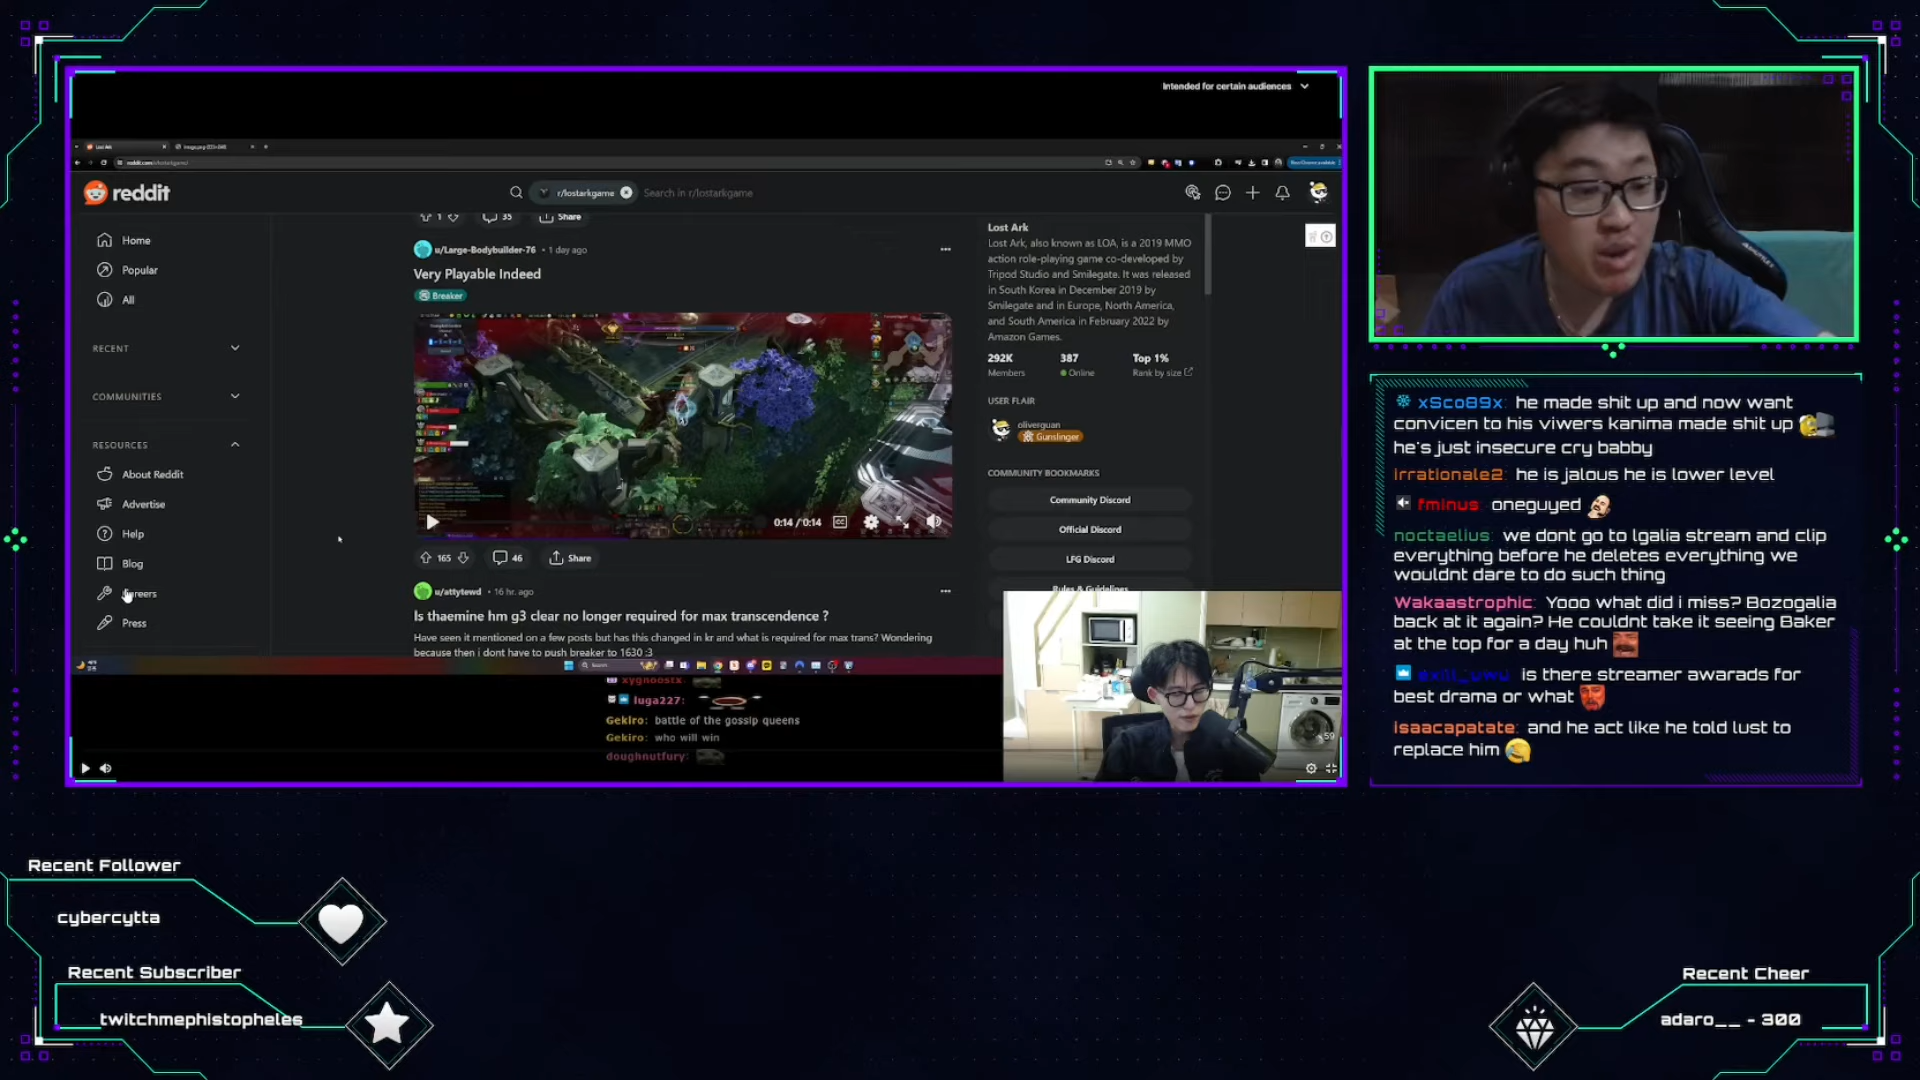 Intended for certain audiences
Lost Ark
reddit.com/r/lostarkgame/
reddit
r/lostarkgame
Search in r/lostarkgame
Home
Popular
All
RECENT
COMMUNITIES
RESOURCES
About Reddit
Advertise
Help
Blog
Press
1
35
Share
u/Large-Bodybuilder-76 • 1 day ago
Very Playable Indeed
Breaker
0:14 / 0:14
165
46
Share
u/attytewd • 16 hr. ago
Is thaemine hm g3 clear no longer required for max transcendence ?
Have seen it mentioned on a few posts but has this changed in kr and what is required for max trans? Wondering
because then i dont have to push breaker to 1630 :3
Lost Ark
Lost Ark, also known as LOA, is a 2019 MMO
action role-playing game co-developed by
Tripod Studio and Smilegate. It was released
in South Korea in December 2019 by
Smilegate and in Europe, North America,
and South America in February 2022 by
Amazon Games.
292K
387
Top 1%
Members
Online
Rank by size
USER FLAIR
oliverguan
Gunslinger
COMMUNITY BOOKMARKS
Community Discord
Official Discord
LFG Discord
Rules & Guidelines
Search
xygnoostx
luga227:
Gekiro: battle of the gossip queens
Gekiro: who will win
doughnutfury:
59
xSco89x: he made shit up and now want
convicen to his viwers kanima made shit up
he's just insecure cry babby
irrationale2: he is jalous he is lower level
fminus: oneguyed
noctaelius: we dont go to lgalia stream and clip
everything before he deletes everything we
wouldnt dare to do such thing
Wakaastrophic: Yooo what did i miss? Bozogalia
back at it again? He couldnt take it seeing Baker
at the top for a day huh
is there streamer awarads for
best drama or what
isaacapatate: and he act like he told lust to
replace him
Recent Follower
cybercytta
Recent Subscriber
twitchmephistopheles
Recent Cheer
adaro__ - 300